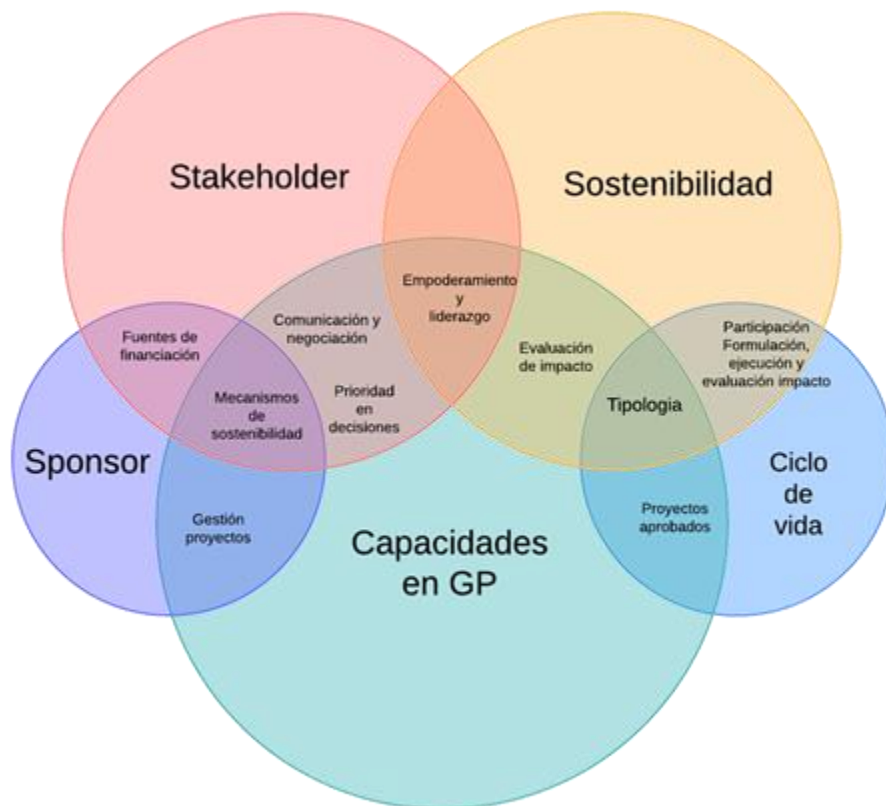 Stakeholder
Sostenibilidad
Empoderamiento
y
liderazgo
Comunicación y
negociación
Fuentes de
financiación
Evaluación
de impacto
Participación
Formulación,
ejecución y
evaluación impacto
Mecanismos
de
sostenibilidad
Prioridad
en
decisiones
Tipologia
Sponsor
Ciclo
de
vida
Gestión
proyectos
Proyectos
aprobados
Capacidades
en GP